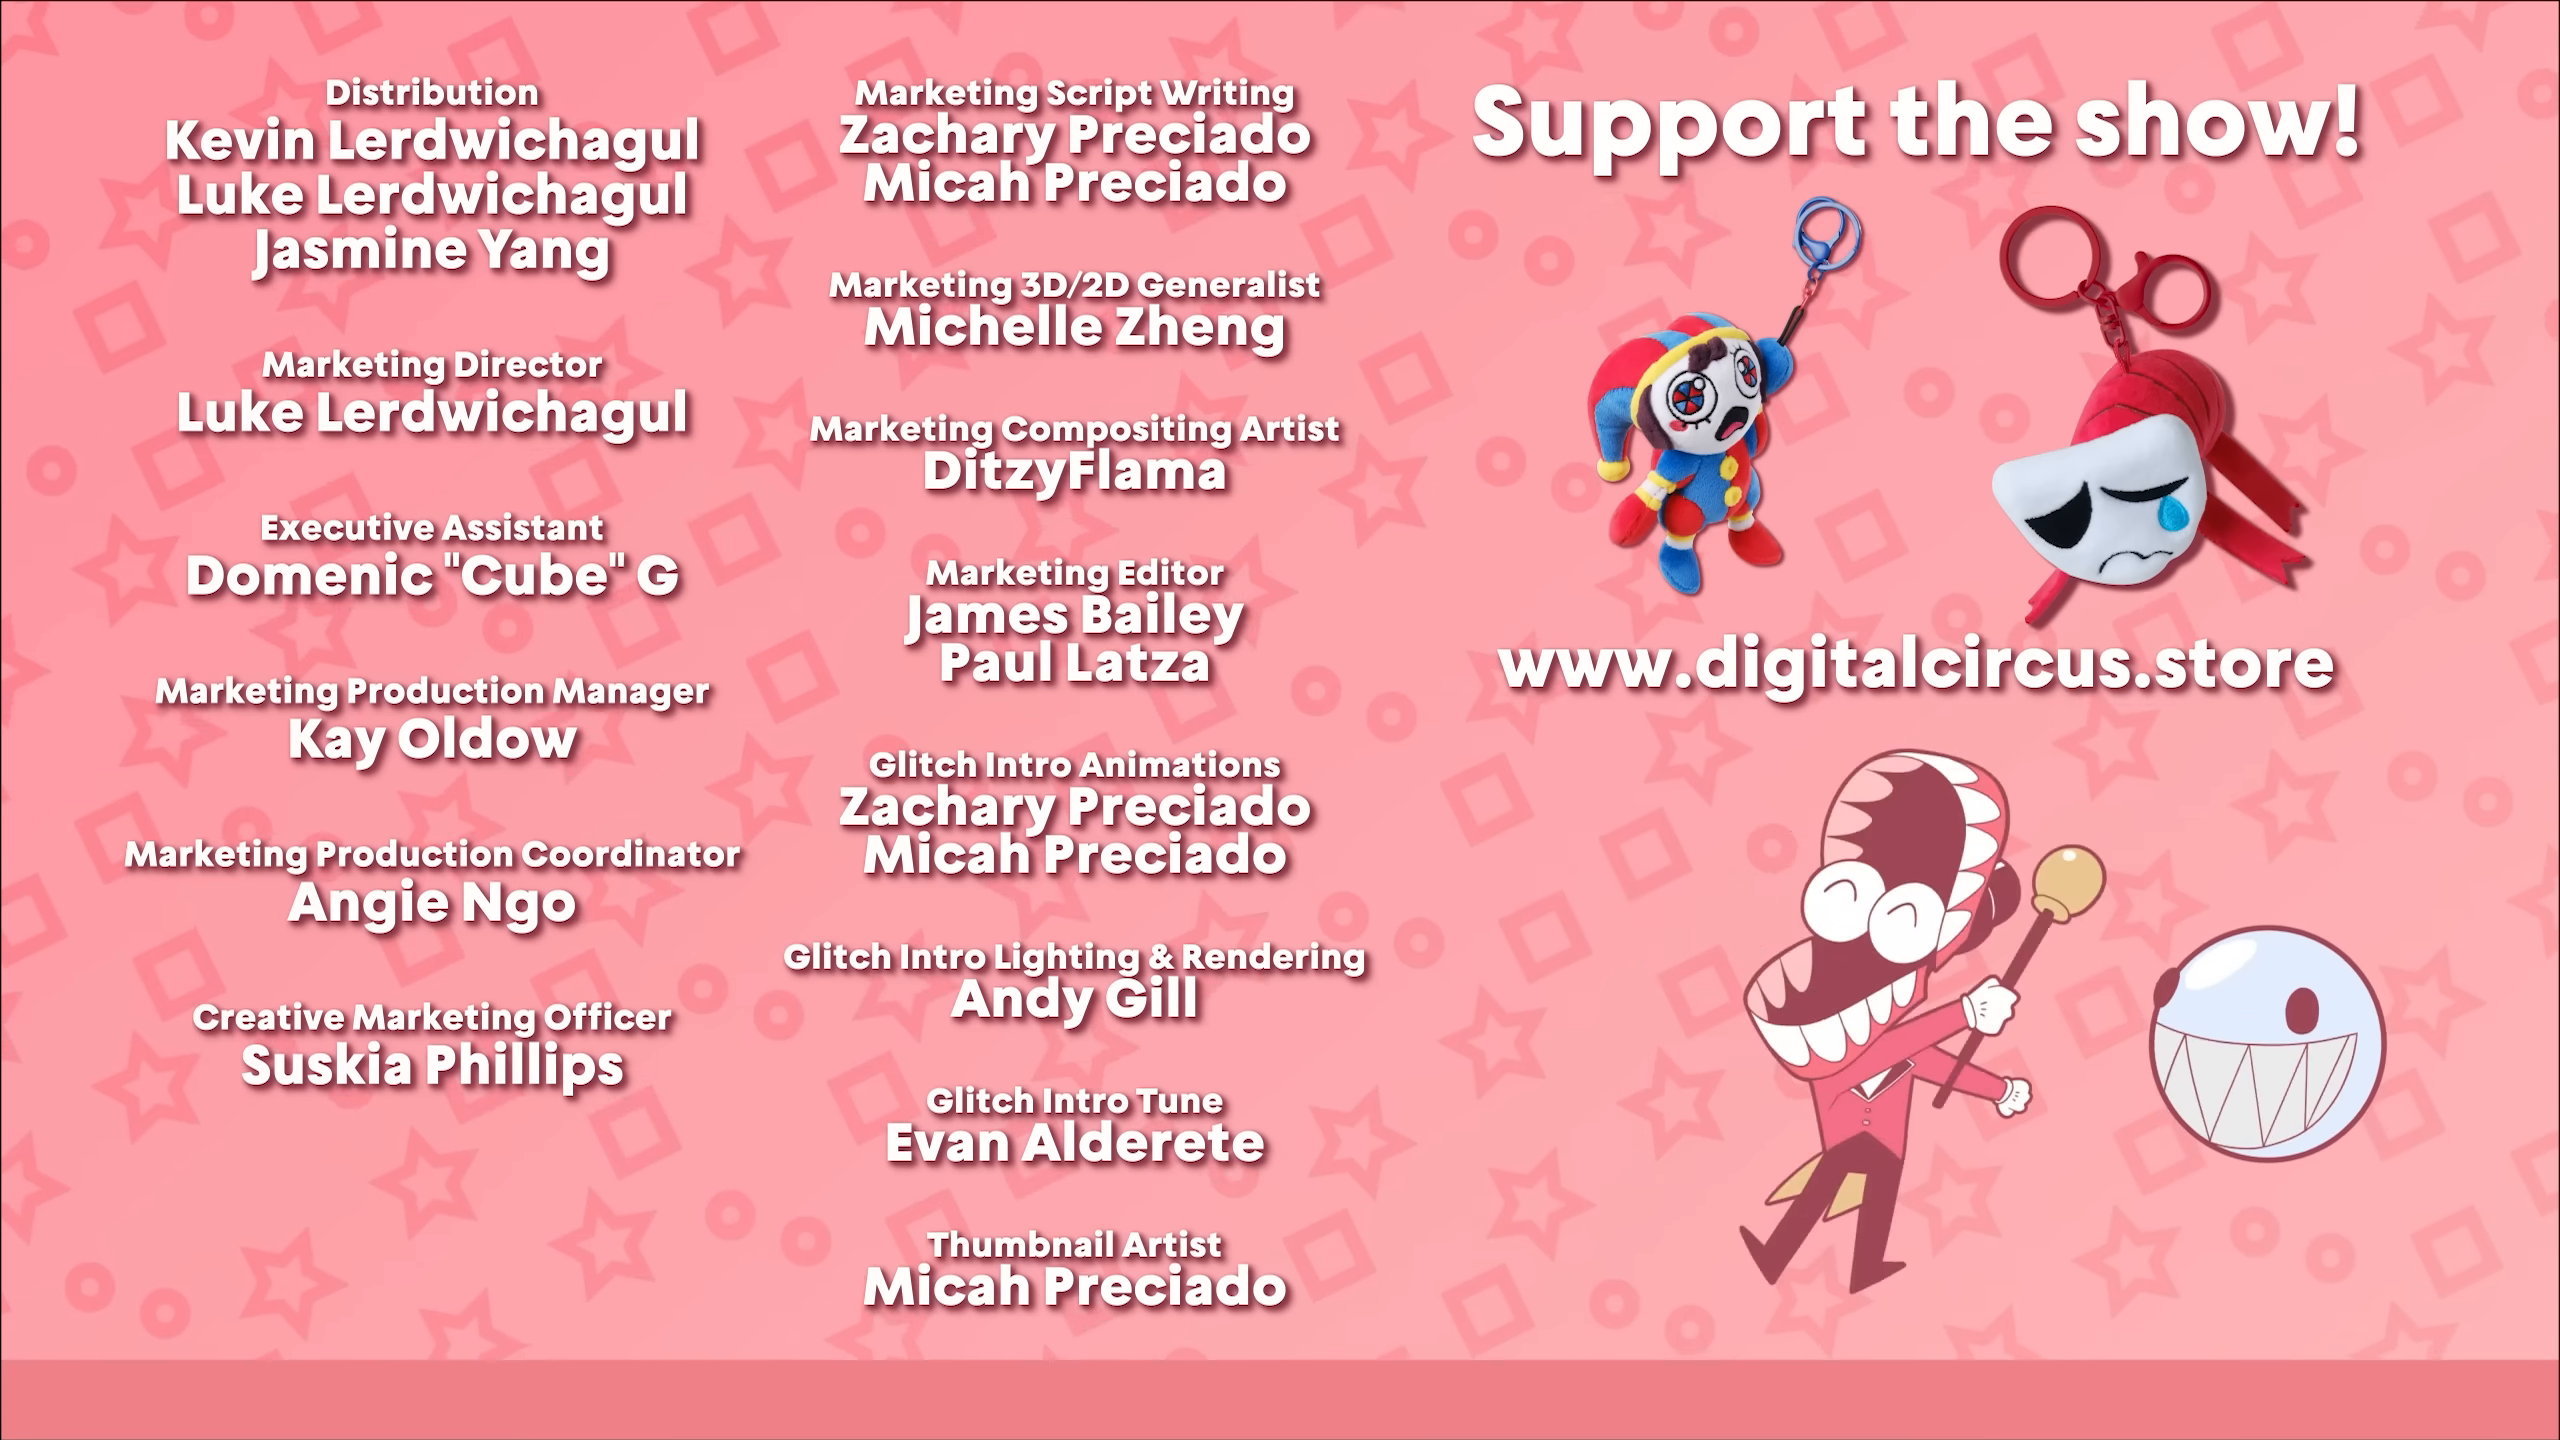 Distribution
Kevin Lerdwichagul
Luke Lerdwichagul
Jasmine Yang
Marketing Director
Luke Lerdwichagul
Executive Assistant
Domenic "Cube" G
Marketing Production Manager
Kay Oldow
Marketing Production Coordinator
Angie Ngo
Creative Marketing Officer
Suskia Phillips
Marketing Script Writing
Zachary Preciado
Micah Preciado
Marketing 3D/2D Generalist
Michelle Zheng
Marketing Compositing Artist
DitzyFlama
Marketing Editor
James Bailey
Paul Latza
Glitch Intro Animations
Zachary Preciado
Micah Preciado
Glitch Intro Lighting & Rendering
Andy Gill
Glitch Intro Tune
Evan Alderete
Thumbnail Artist
Micah Preciado
Support the show!
www.digitalcircus.store